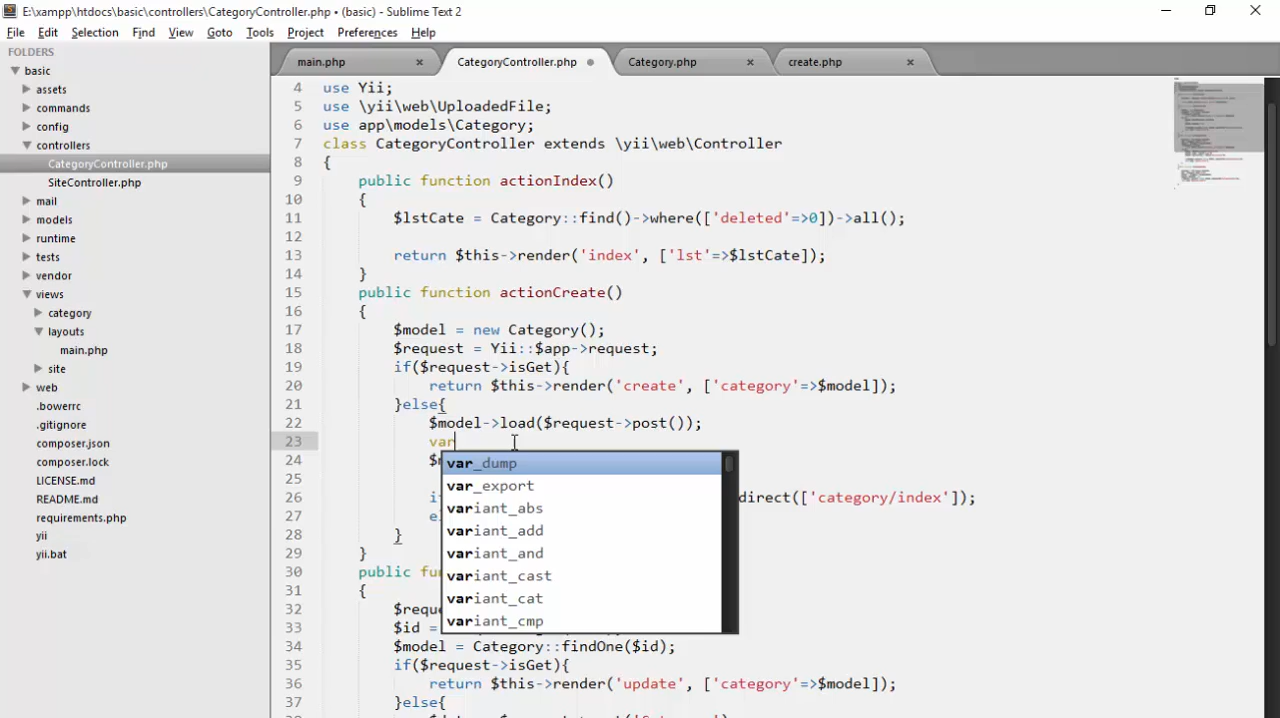 E:\xampp\htdocs\basic\controllers\CategoryController.php • (basic) - Sublime Text 2
File Edit Selection Find View Goto Tools Project Preferences Help
FOLDERS
basic
assets
commands
config
controllers
CategoryController.php
SiteController.php
mail
models
runtime
tests
vendor
views
category
layouts
main.php
site
web
.bowerrc
.gitignore
composer.json
composer.lock
LICENSE.md
README.md
requirements.php
yii
yii.bat
main.php × CategoryController.php Category.php × create.php ×
4 use Yii;
5 use \yii\web\UploadedFile;
6 use app\models\Category;
7 class CategoryController extends \yii\web\Controller
8 {
9 public function actionIndex()
10 {
11 $lstCate = Category::find()->where(['deleted'=>0])->all();
12
13 return $this->render('index', ['lst'=>$lstCate]);
14 }
15 public function actionCreate()
16 {
17 $model = new Category();
18 $request = Yii::$app->request;
19 if($request->isGet){
20 return $this->render('create', ['category'=>$model]);
21 }else{
22 $model->load($request->post());
23 var
24 $
25
26 i direct(['category/index']);
27 e
28 }
29 }
30 public fu
31 {
32 $requ
33 $id =
34 $model = Category::findOne($id);
35 if($request->isGet){
36 return $this->render('update', ['category'=>$model]);
37 }else{
var_dump
var_export
variant_abs
variant_add
variant_and
variant_cast
variant_cat
variant_cmp